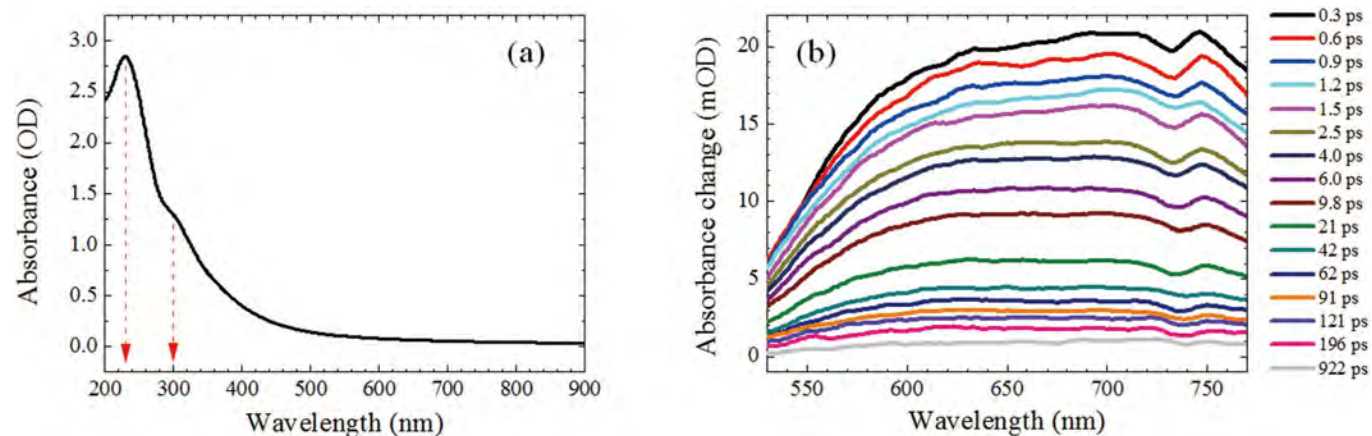 (a)
Absorbance (OD)
3.0
2.5
2.0
1.5
1.0
0.5
0.0
200 300 400 500 600 700 800 900
Wavelength (nm)
(b)
Absorbance change (mOD)
20
15
10
5
0
550 600 650 700 750
Wavelength (nm)
0.3 ps
0.6 ps
0.9 ps
1.2 ps
1.5 ps
2.5 ps
4.0 ps
6.0 ps
9.8 ps
21 ps
42 ps
62 ps
91 ps
121 ps
196 ps
922 ps